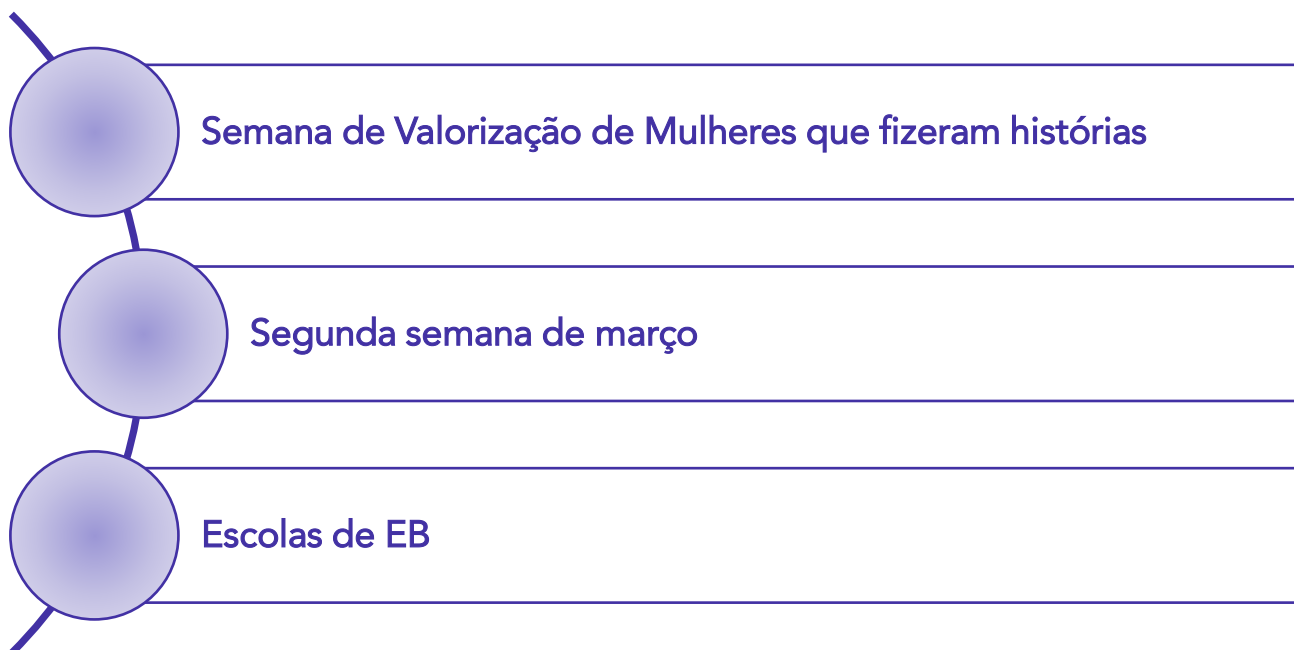 Semana de Valorização de Mulheres que fizeram histórias
Segunda semana de março
Escolas de EB